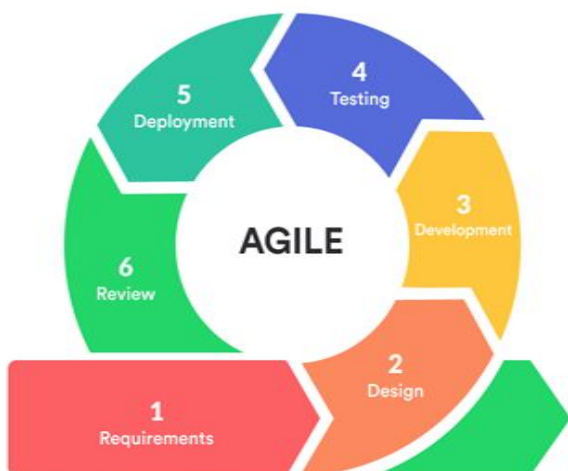 4
Testing
5
Deployment
3
Development
AGILE
6
Review
2
Design
1
Requirements